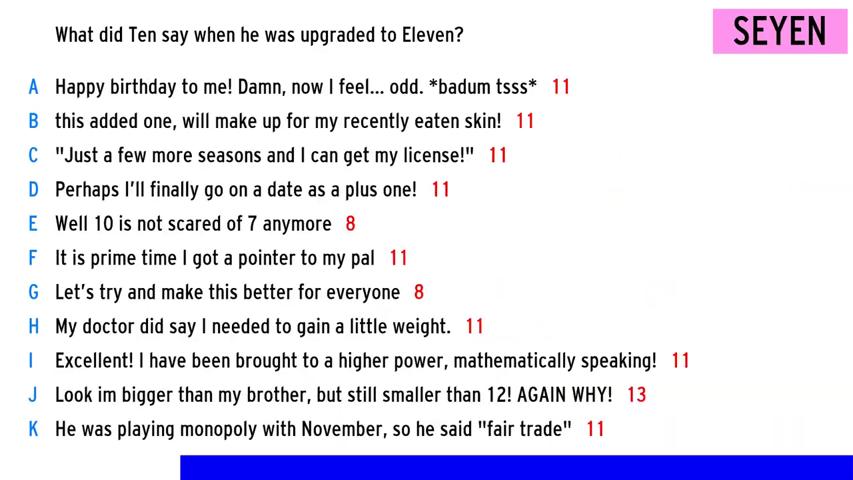 What did Ten say when he was upgraded to Eleven?
SEYEN
A Happy birthday to me! Damn, now I feel... odd. *badum tsss* 11
B this added one, will make up for my recently eaten skin! 11
C "Just a few more seasons and I can get my license!" 11
D Perhaps I'll finally go on a date as a plus one! 11
E Well 10 is not scared of 7 anymore 8
F It is prime time I got a pointer to my pal 11
G Let's try and make this better for everyone 8
H My doctor did say I needed to gain a little weight. 11
I Excellent! I have been brought to a higher power, mathematically speaking! 11
J Look im bigger than my brother, but still smaller than 12! AGAIN WHY! 13
K He was playing monopoly with November, so he said "fair trade" 11